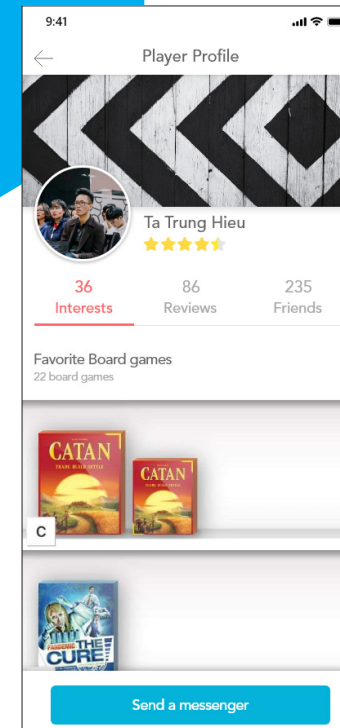 9:41
Player Profile
Ta Trung Hieu
36
Interests
86
Reviews
235
Friends
Favorite Board games
22 board games
CATAN
TRADE BUILD SETTLE
CATAN
C
PANDEMIC
THE
CURE
Send a messenger